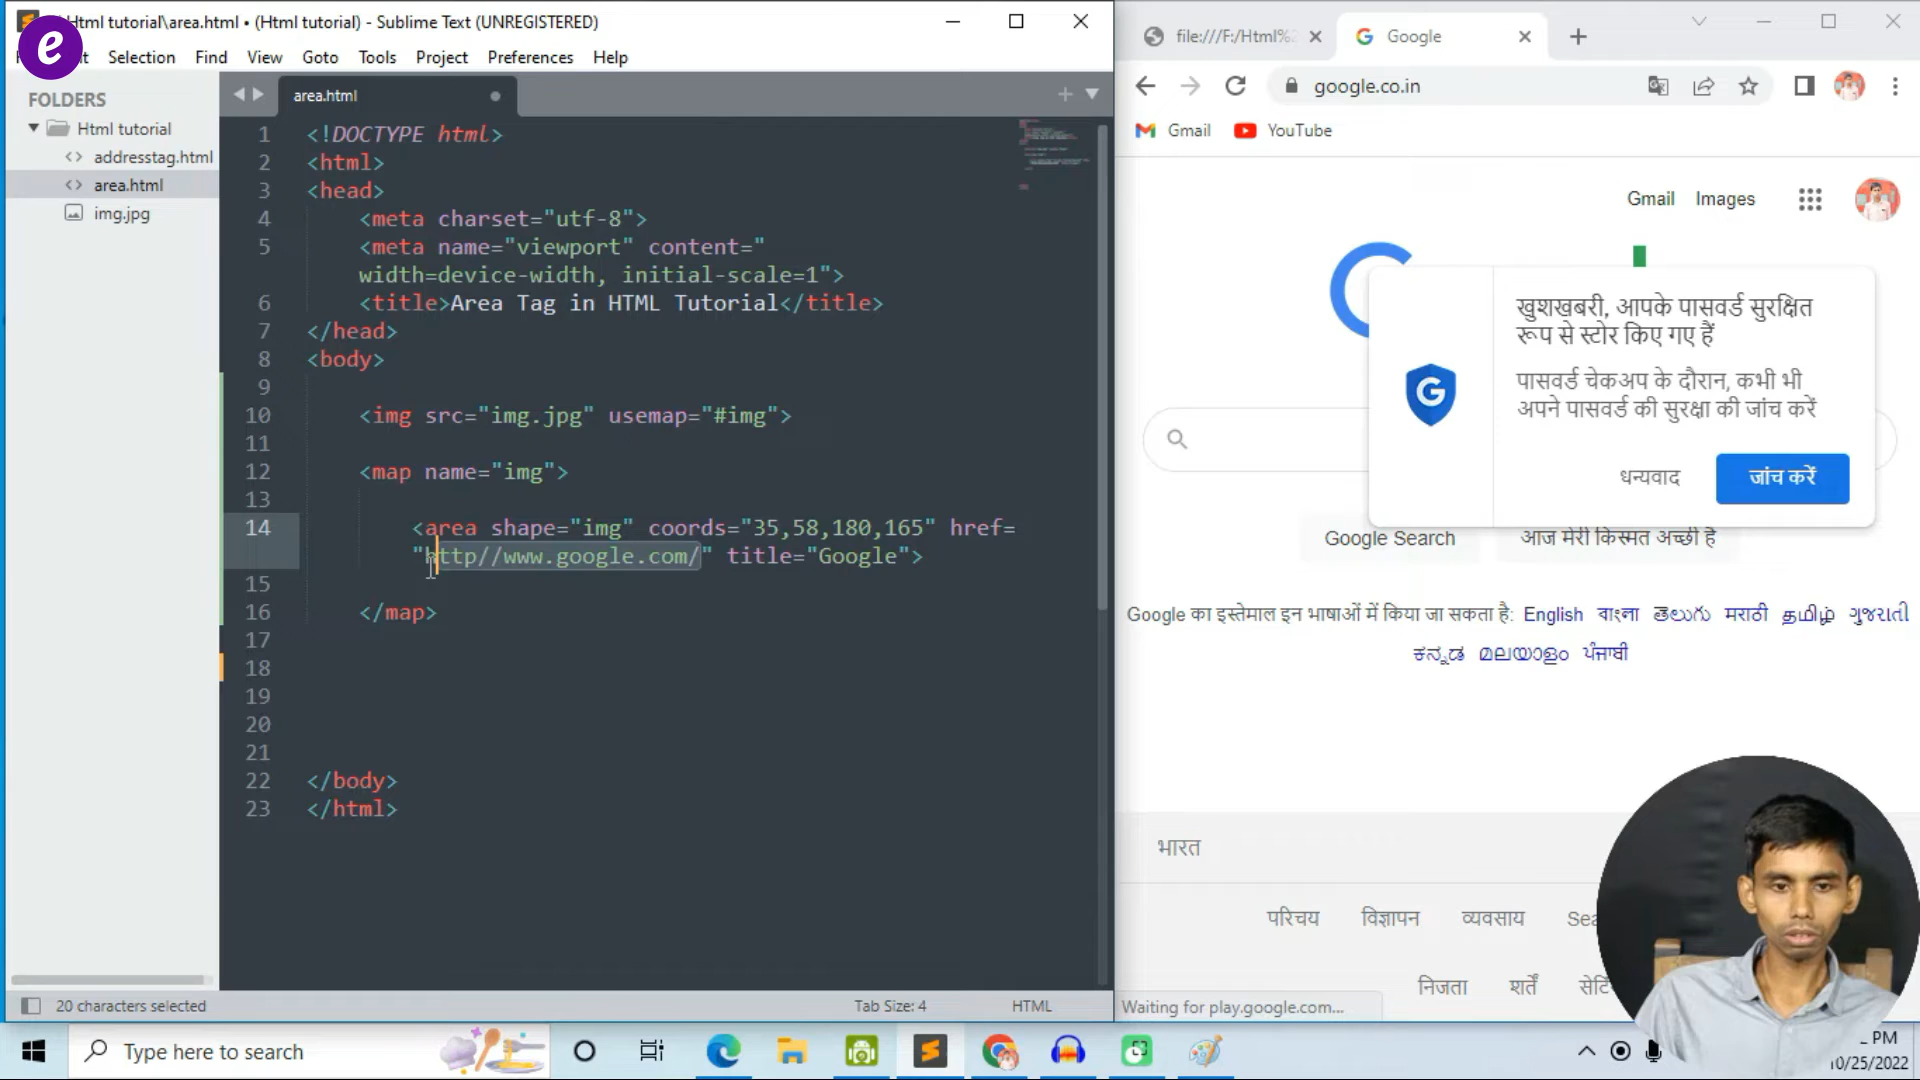 e
Html tutorial\area.html • (Html tutorial) - Sublime Text (UNREGISTERED)
Selection Find View Goto Tools Project Preferences Help
FOLDERS
Html tutorial
addresstag.html
area.html
img.jpg
area.html
1 <!DOCTYPE html>
2 <html>
3 <head>
4 <meta charset="utf-8">
5 <meta name="viewport" content="
width=device-width, initial-scale=1">
6 <title>Area Tag in HTML Tutorial</title>
7 </head>
8 <body>
9
10 <img src="img.jpg" usemap="#img">
11
12 <map name="img">
13
14 <area shape="img" coords="35,58,180,165" href=
"http//www.google.com/" title="Google">
15
16 </map>
17
18
19
20
21
22 </body>
23 </html>
20 characters selected
Tab Size: 4
HTML
file:///F:/Html%2
Google
google.co.in
Gmail YouTube
Gmail Images
खुशखबरी, आपके पासवर्ड सुरक्षित
रूप से स्टोर किए गए हैं
पासवर्ड चेकअप के दौरान, कभी भी
अपने पासवर्ड की सुरक्षा की जांच करें
धन्यवाद जांच करें
Google Search आज मेरी किस्मत अच्छी है
Google का इस्तेमाल इन भाषाओं में किया जा सकता है: English বাংলা తెలుగు मराठी தமிழ் ગુજરાતી
ಕನ್ನಡ മലയാളം ਪੰਜਾਬੀ
भारत
परिचय विज्ञापन व्यवसाय Sea
निजता शर्तें
Waiting for play.google.com...
Type here to search
PM
10/25/2022